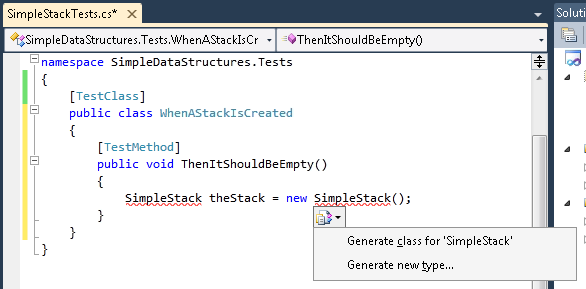 SimpleStackTests.cs*
Solutio
SimpleDataStructures.Tests.WhenAStackIsCr
ThenItShouldBeEmpty()
namespace SimpleDataStructures.Tests
{
[TestClass]
public class WhenAStackIsCreated
{
[TestMethod]
public void ThenItShouldBeEmpty()
{
SimpleStack theStack = new SimpleStack();
}
}
}
Generate class for 'SimpleStack'
Generate new type...